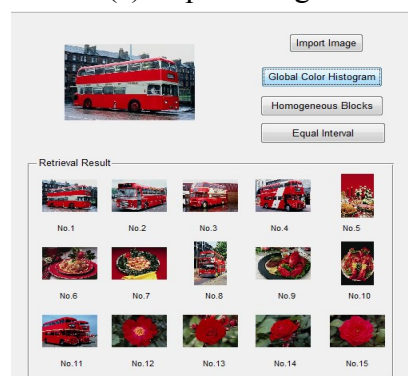 Import Image
Global Color Histogram
Homogeneous Blocks
Equal Interval
Retrieval Result
No.1 No.2 No.3 No.4 No.5
No.6 No.7 No.8 No.9 No.10
No.11 No.12 No.13 No.14 No.15